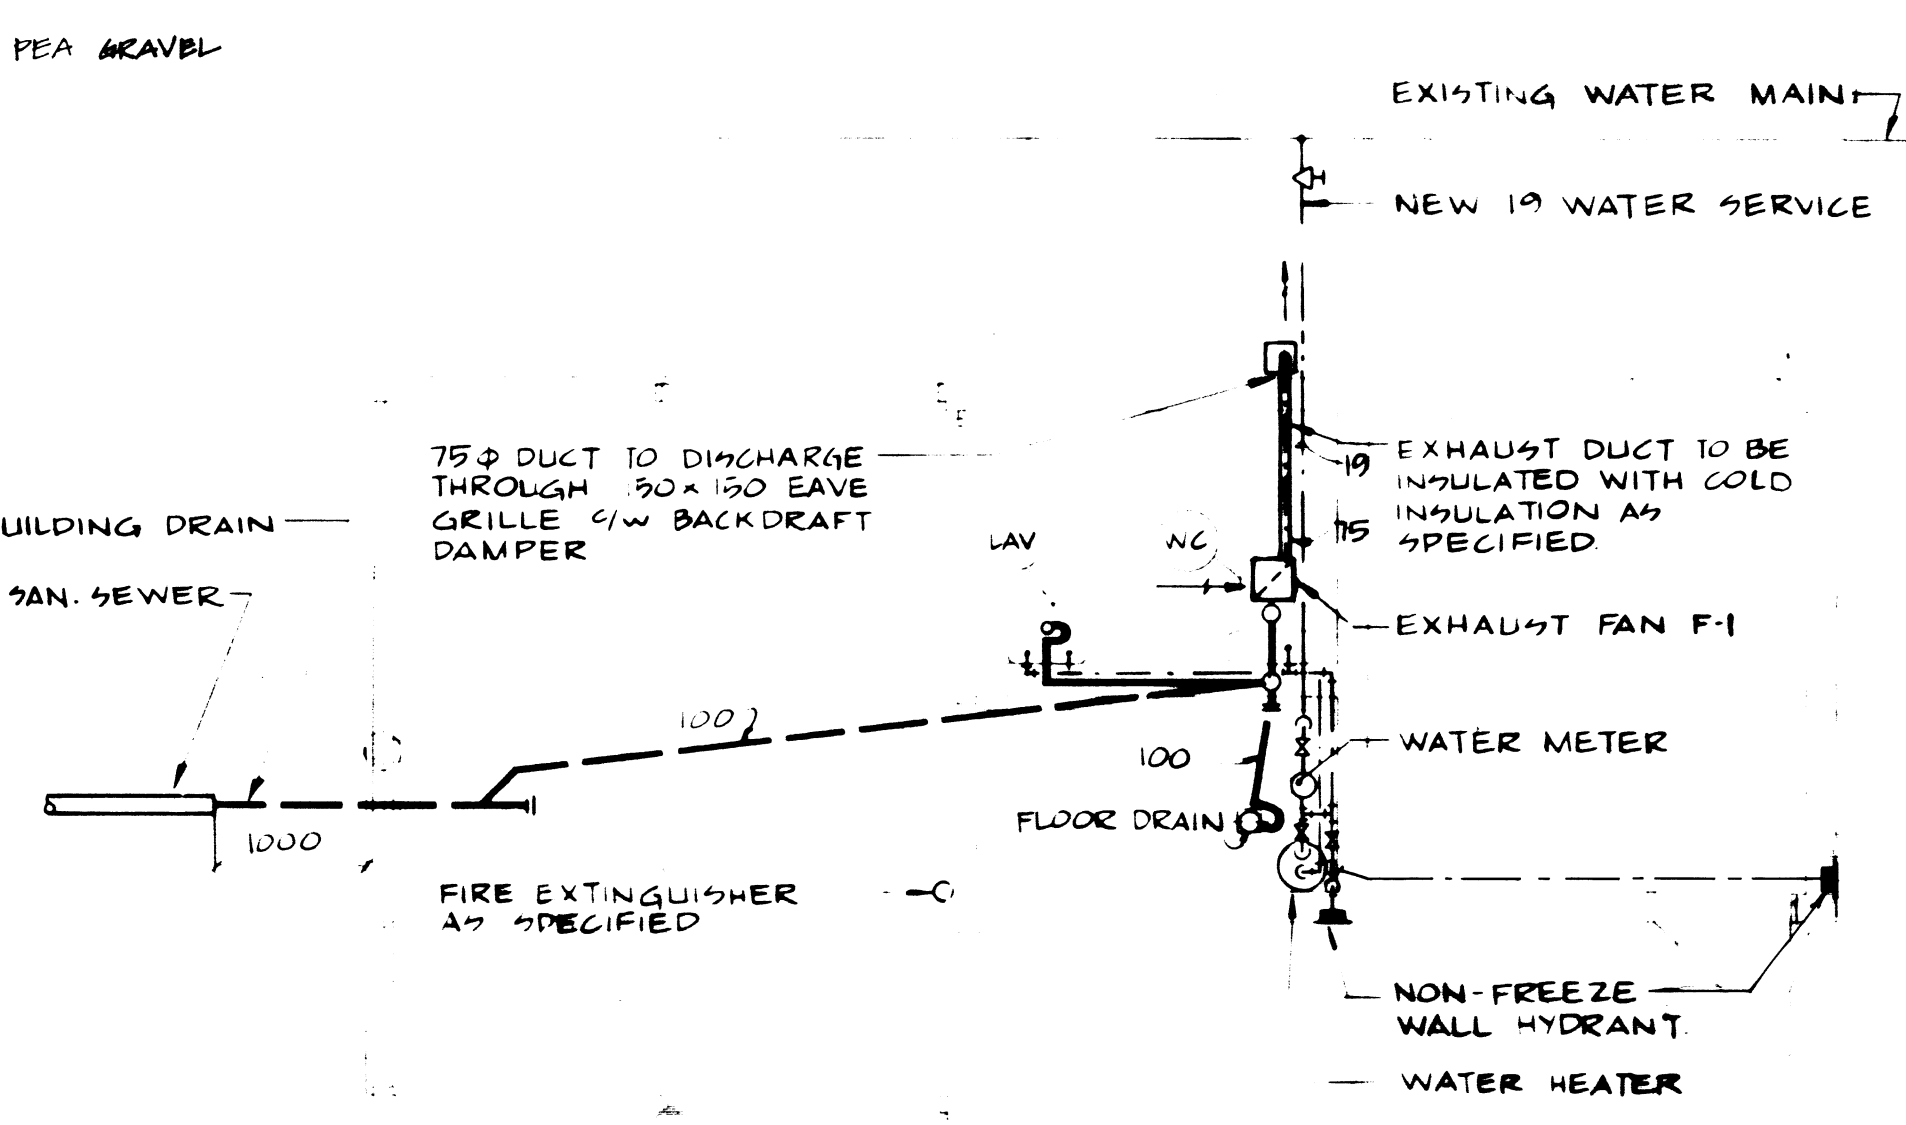 PEA GRAVEL
EXISTING WATER MAIN
NEW 19 WATER SERVICE
75 φ DUCT TO DISCHARGE
THROUGH 150 x 150 EAVE
GRILLE C/W BACKDRAFT
DAMPER
EXHAUST DUCT TO BE
INSULATED WITH COLD
INSULATION AS
SPECIFIED.
19
75
UILDING DRAIN
SAN. SEWER
LAV
WC
EXHAUST FAN F-1
100
WATER METER
100
FLOOR DRAIN
1000
FIRE EXTINGUISHER
AS SPECIFIED
NON-FREEZE
WALL HYDRANT.
WATER HEATER